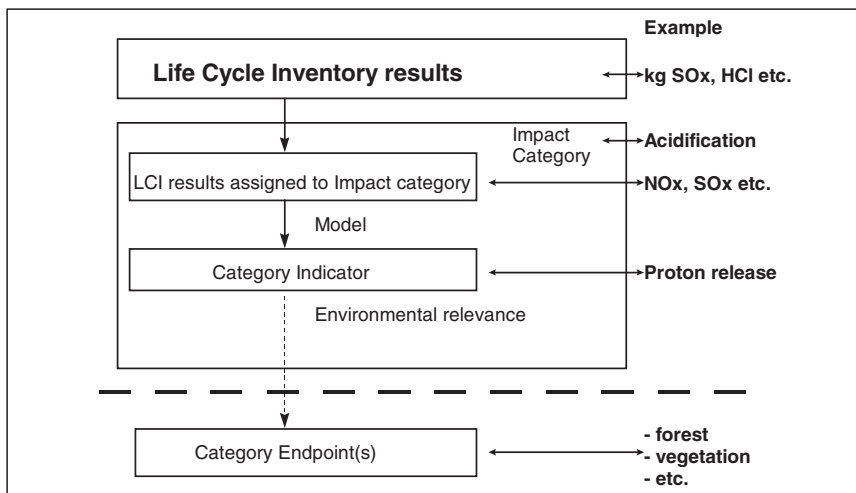 Example
Life Cycle Inventory results
kg SOx, HCl etc.
Impact
Category
Acidification
LCI results assigned to Impact category
NOx, SOx etc.
Model
Category Indicator
Proton release
Environmental relevance
Category Endpoint(s)
- forest
- vegetation
- etc.